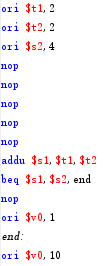 ori $t1,2
ori $t2,2
ori $s2,4
nop
nop
nop
nop
nop
addu $s1,$t1,$t2
beq $s1,$s2,end
nop
ori $v0,1
end:
ori $v0,10